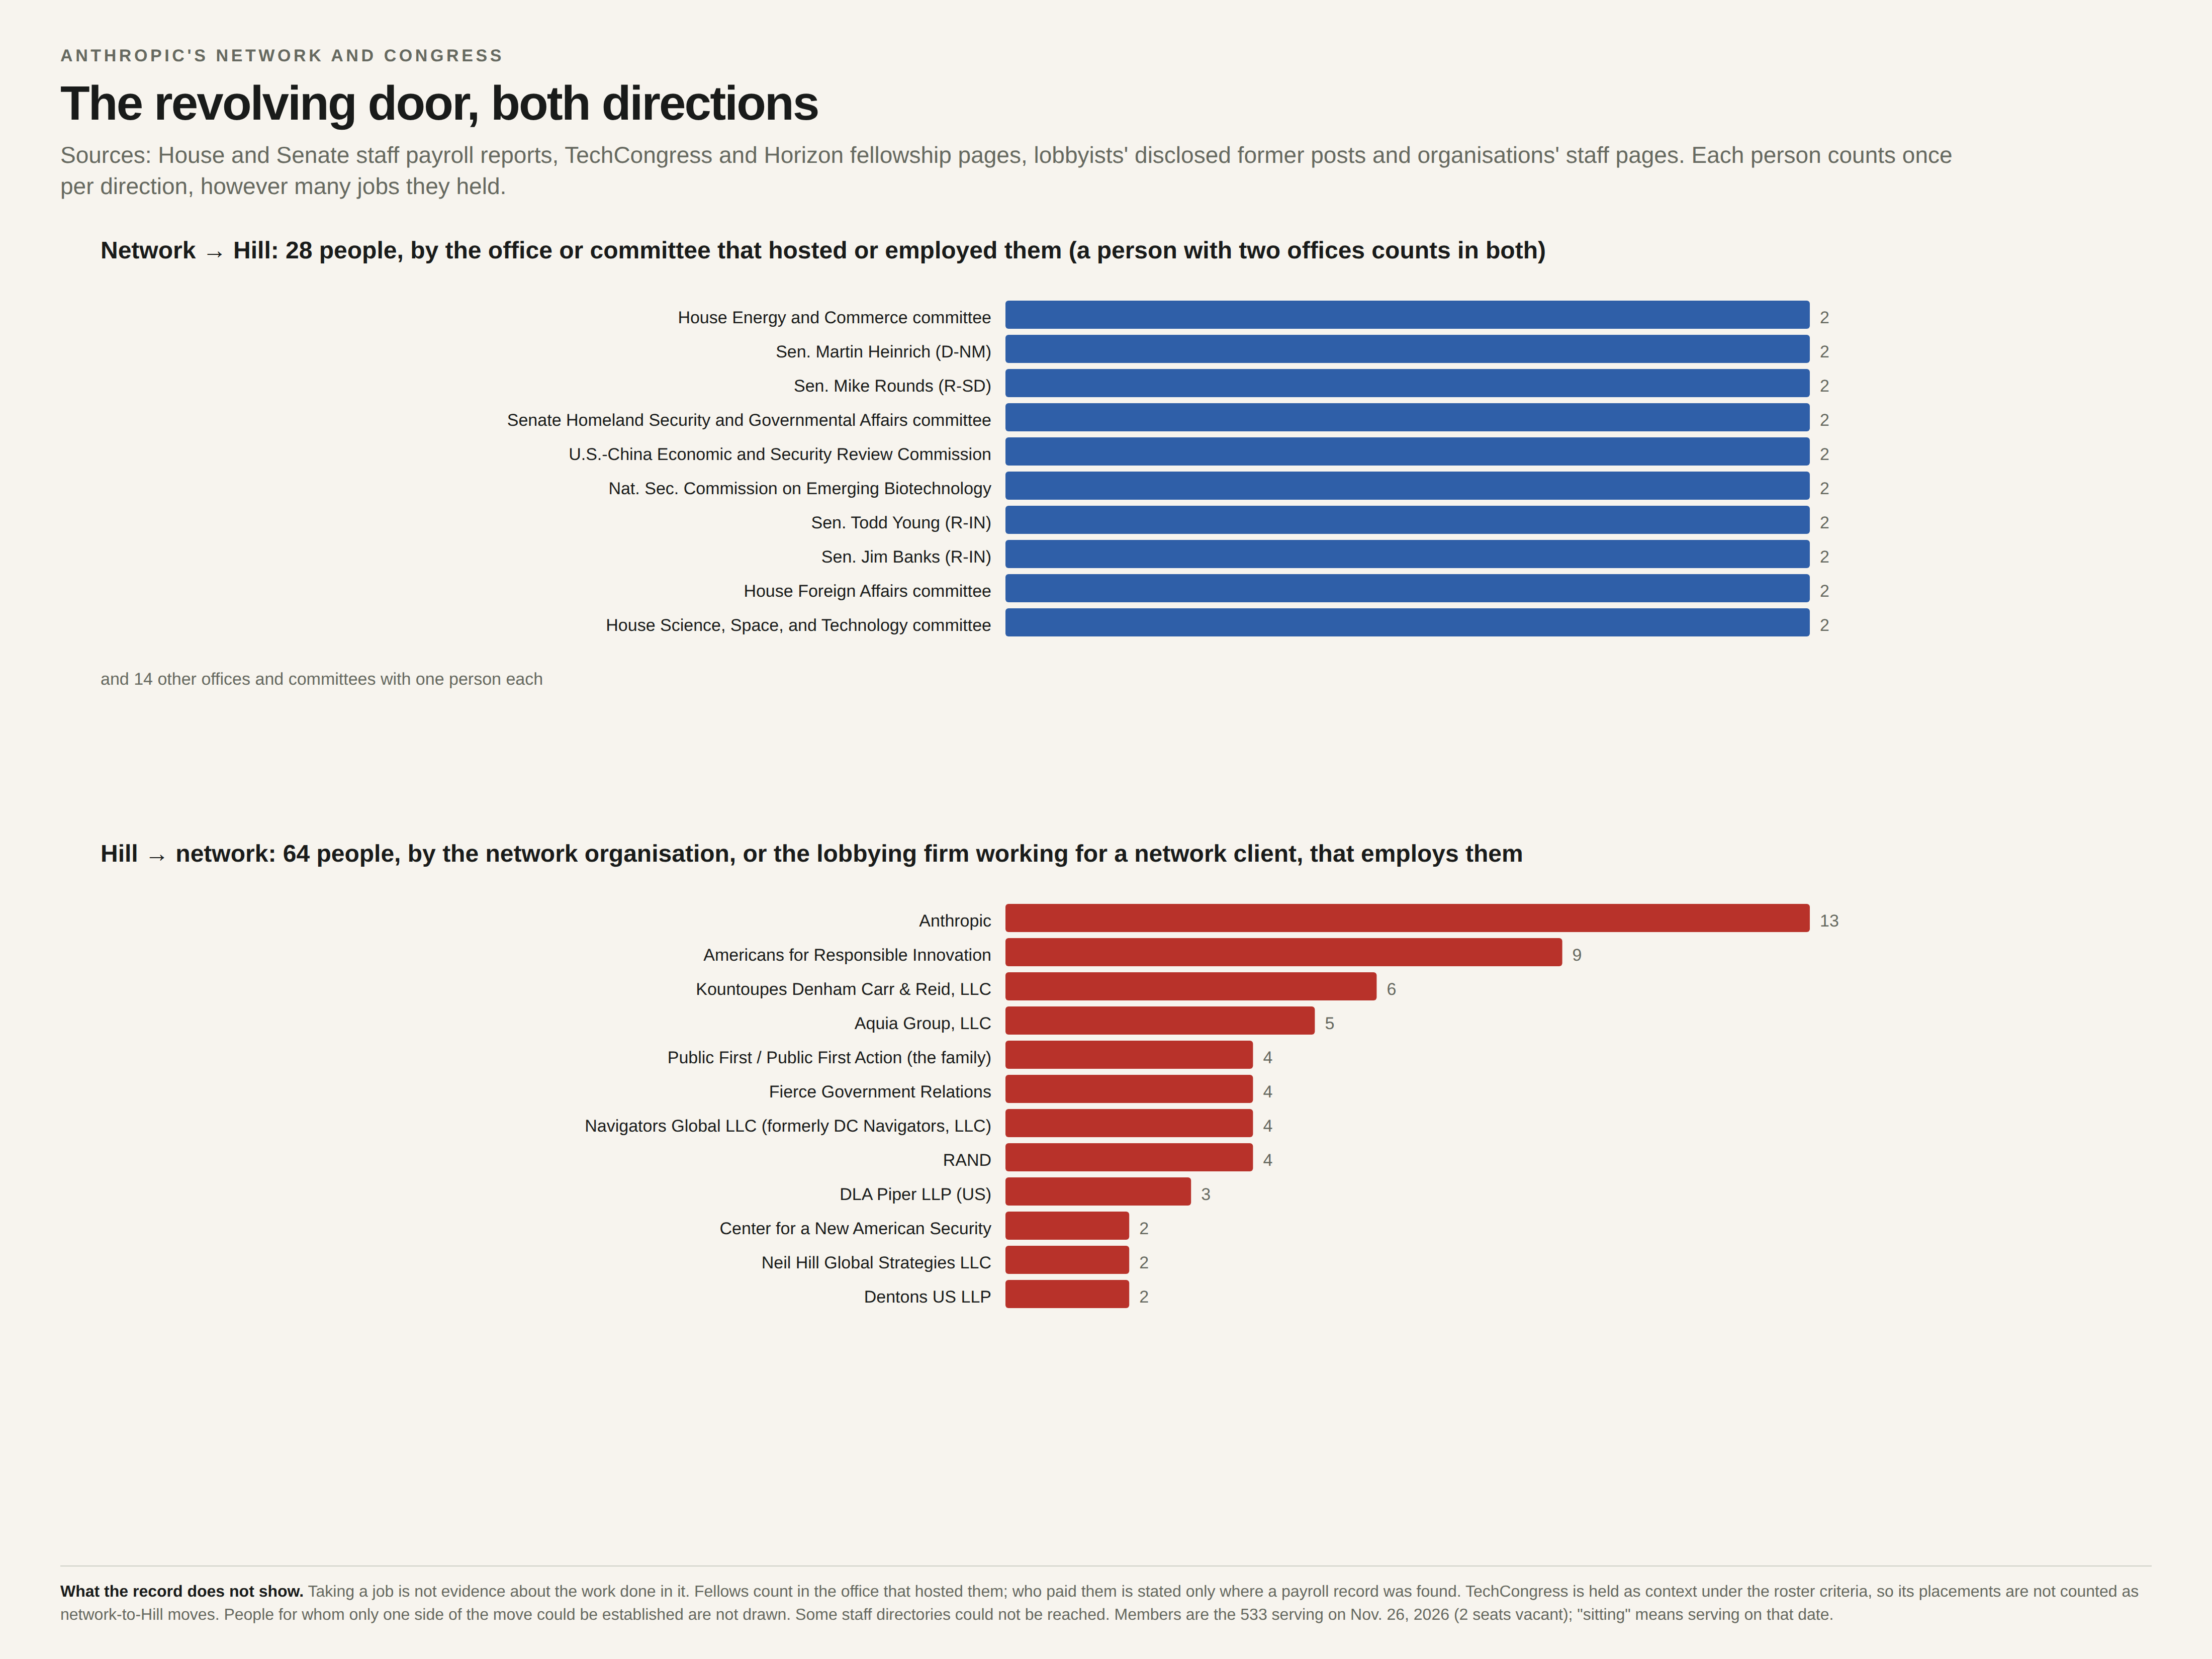 ANTHROPIC'S NETWORK AND CONGRESS
The revolving door, both directions
Sources: House and Senate staff payroll reports, TechCongress and Horizon fellowship pages, lobbyists' disclosed former posts and organisations' staff pages. Each person counts once
per direction, however many jobs they held.
Network → Hill: 28 people, by the office or committee that hosted or employed them (a person with two offices counts in both)
House Energy and Commerce committee 2
Sen. Martin Heinrich (D-NM) 2
Sen. Mike Rounds (R-SD) 2
Senate Homeland Security and Governmental Affairs committee 2
U.S.-China Economic and Security Review Commission 2
Nat. Sec. Commission on Emerging Biotechnology 2
Sen. Todd Young (R-IN) 2
Sen. Jim Banks (R-IN) 2
House Foreign Affairs committee 2
House Science, Space, and Technology committee 2
and 14 other offices and committees with one person each
Hill → network: 64 people, by the network organisation, or the lobbying firm working for a network client, that employs them
Anthropic 13
Americans for Responsible Innovation 9
Kountoupes Denham Carr & Reid, LLC 6
Aquia Group, LLC 5
Public First / Public First Action (the family) 4
Fierce Government Relations 4
Navigators Global LLC (formerly DC Navigators, LLC) 4
RAND 4
DLA Piper LLP (US) 3
Center for a New American Security 2
Neil Hill Global Strategies LLC 2
Dentons US LLP 2
What the record does not show. Taking a job is not evidence about the work done in it. Fellows count in the office that hosted them; who paid them is stated only where a payroll record was found. TechCongress is held as context under the roster criteria, so its placements are not counted as
network-to-Hill moves. People for whom only one side of the move could be established are not drawn. Some staff directories could not be reached. Members are the 533 serving on Nov. 26, 2026 (2 seats vacant); "sitting" means serving on that date.